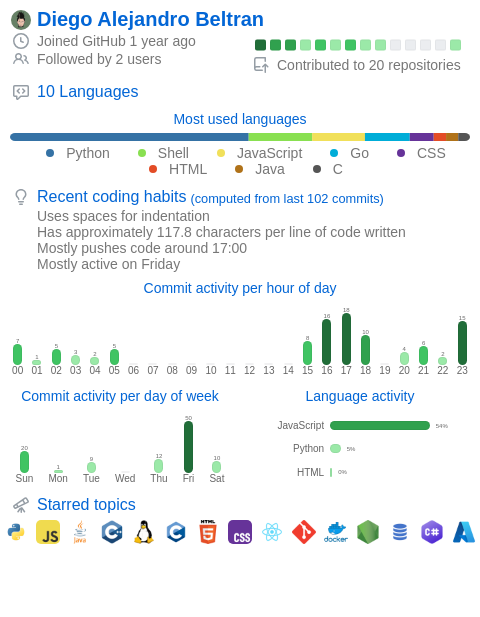 Diego Alejandro Beltran
Joined GitHub 1 year ago
Followed by 2 users
Contributed to 20 repositories
10 Languages
Most used languages
Python Shell JavaScript Go CSS
HTML Java C
Recent coding habits (computed from last 102 commits)
Uses spaces for indentation
Has approximately 117.8 characters per line of code written
Mostly pushes code around 17:00
Mostly active on Friday
Commit activity per hour of day
7 1 5 3 2 5 8 16 18 10 4 6 2 15
00 01 02 03 04 05 06 07 08 09 10 11 12 13 14 15 16 17 18 19 20 21 22 23
Commit activity per day of week
20 1 9 12 50 10
Sun Mon Tue Wed Thu Fri Sat
Language activity
JavaScript 54%
Python 5%
HTML 0%
Starred topics
JS Java C++ C HTML CSS docker C#